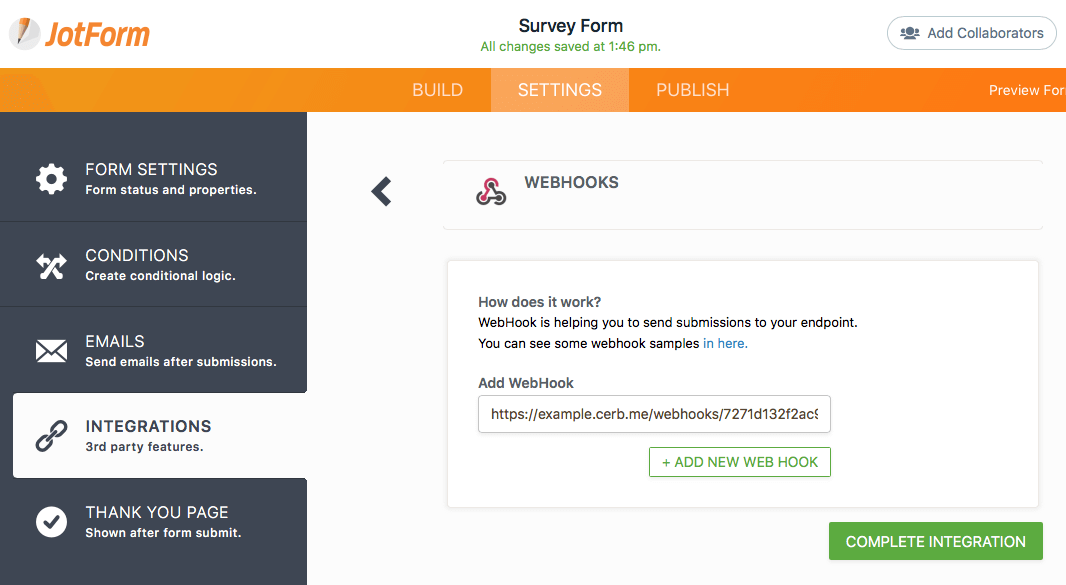 JotForm
Survey Form
All changes saved at 1:46 pm.
Add Collaborators
BUILD
SETTINGS
PUBLISH
Preview For
FORM SETTINGS
Form status and properties.
CONDITIONS
Create conditional logic.
EMAILS
Send emails after submissions.
INTEGRATIONS
3rd party features.
THANK YOU PAGE
Shown after form submit.
WEBHOOKS
How does it work?
WebHook is helping you to send submissions to your endpoint.
You can see some webhook samples in here.
Add WebHook
https://example.cerb.me/webhooks/7271d132f2ac9
+ ADD NEW WEB HOOK
COMPLETE INTEGRATION